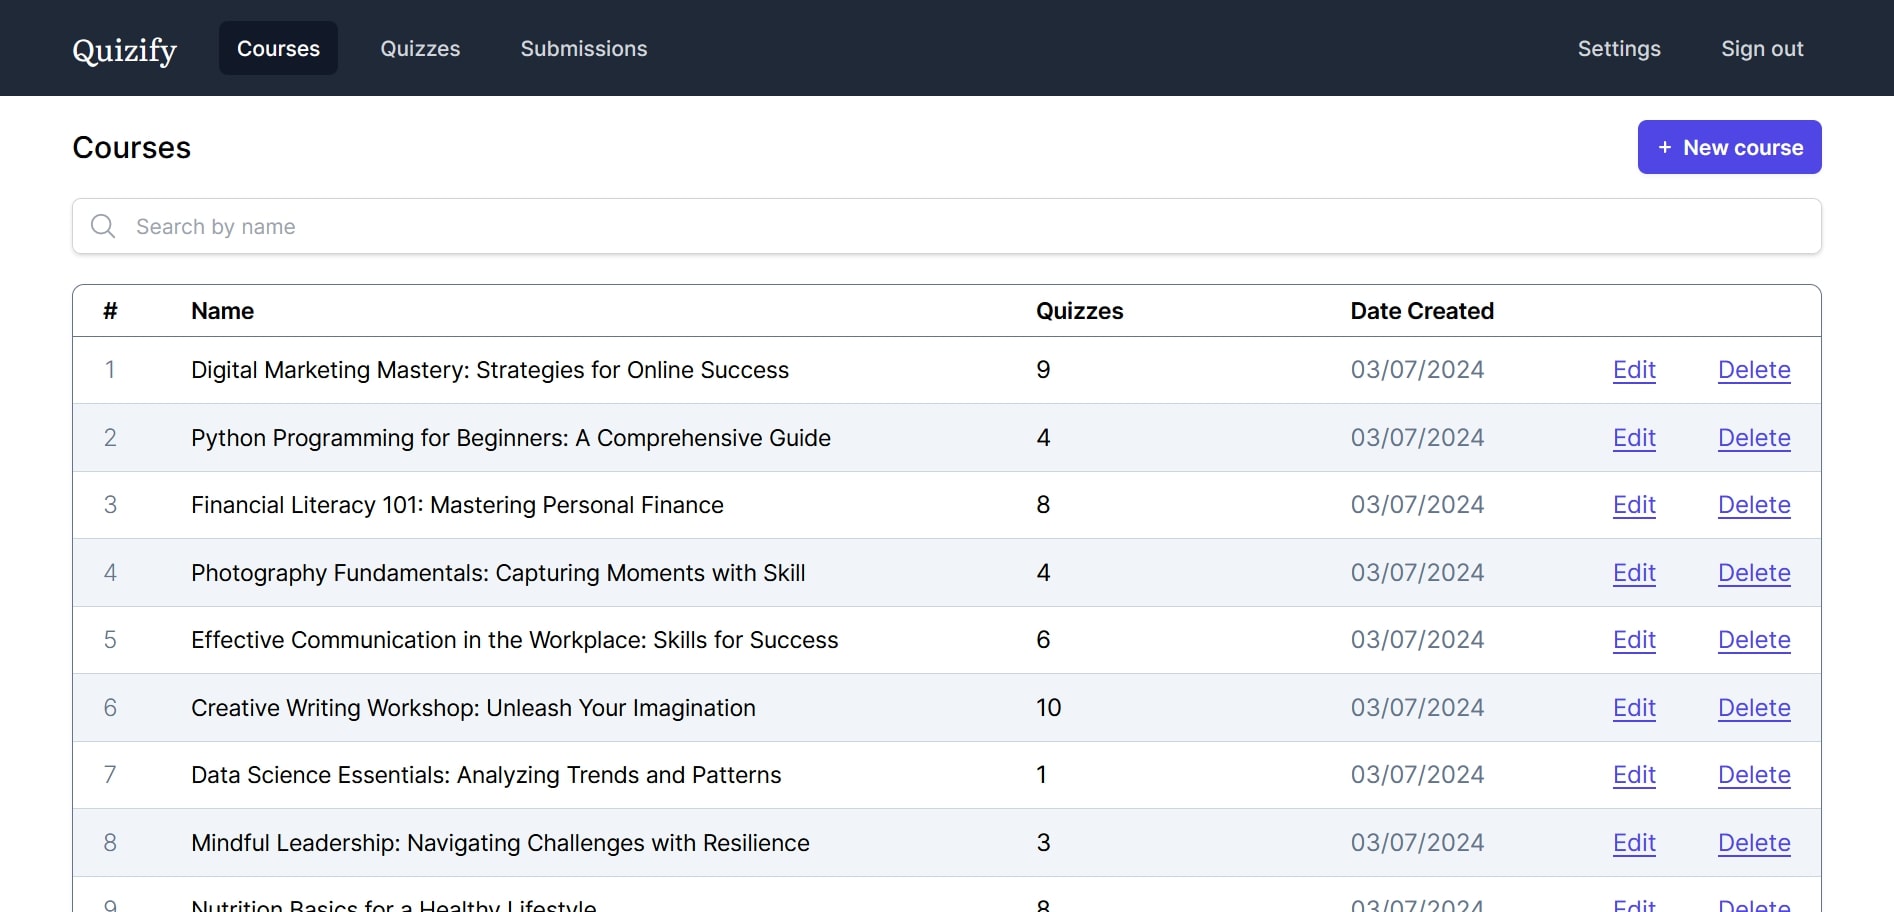 Quizify Courses Quizzes Submissions Settings Sign out
Courses + New course
Search by name
# Name Quizzes Date Created
1 Digital Marketing Mastery: Strategies for Online Success 9 03/07/2024 Edit Delete
2 Python Programming for Beginners: A Comprehensive Guide 4 03/07/2024 Edit Delete
3 Financial Literacy 101: Mastering Personal Finance 8 03/07/2024 Edit Delete
4 Photography Fundamentals: Capturing Moments with Skill 4 03/07/2024 Edit Delete
5 Effective Communication in the Workplace: Skills for Success 6 03/07/2024 Edit Delete
6 Creative Writing Workshop: Unleash Your Imagination 10 03/07/2024 Edit Delete
7 Data Science Essentials: Analyzing Trends and Patterns 1 03/07/2024 Edit Delete
8 Mindful Leadership: Navigating Challenges with Resilience 3 03/07/2024 Edit Delete
9 Nutrition Basics for a Healthy Lifestyle 8 03/07/2024 Edit Delete